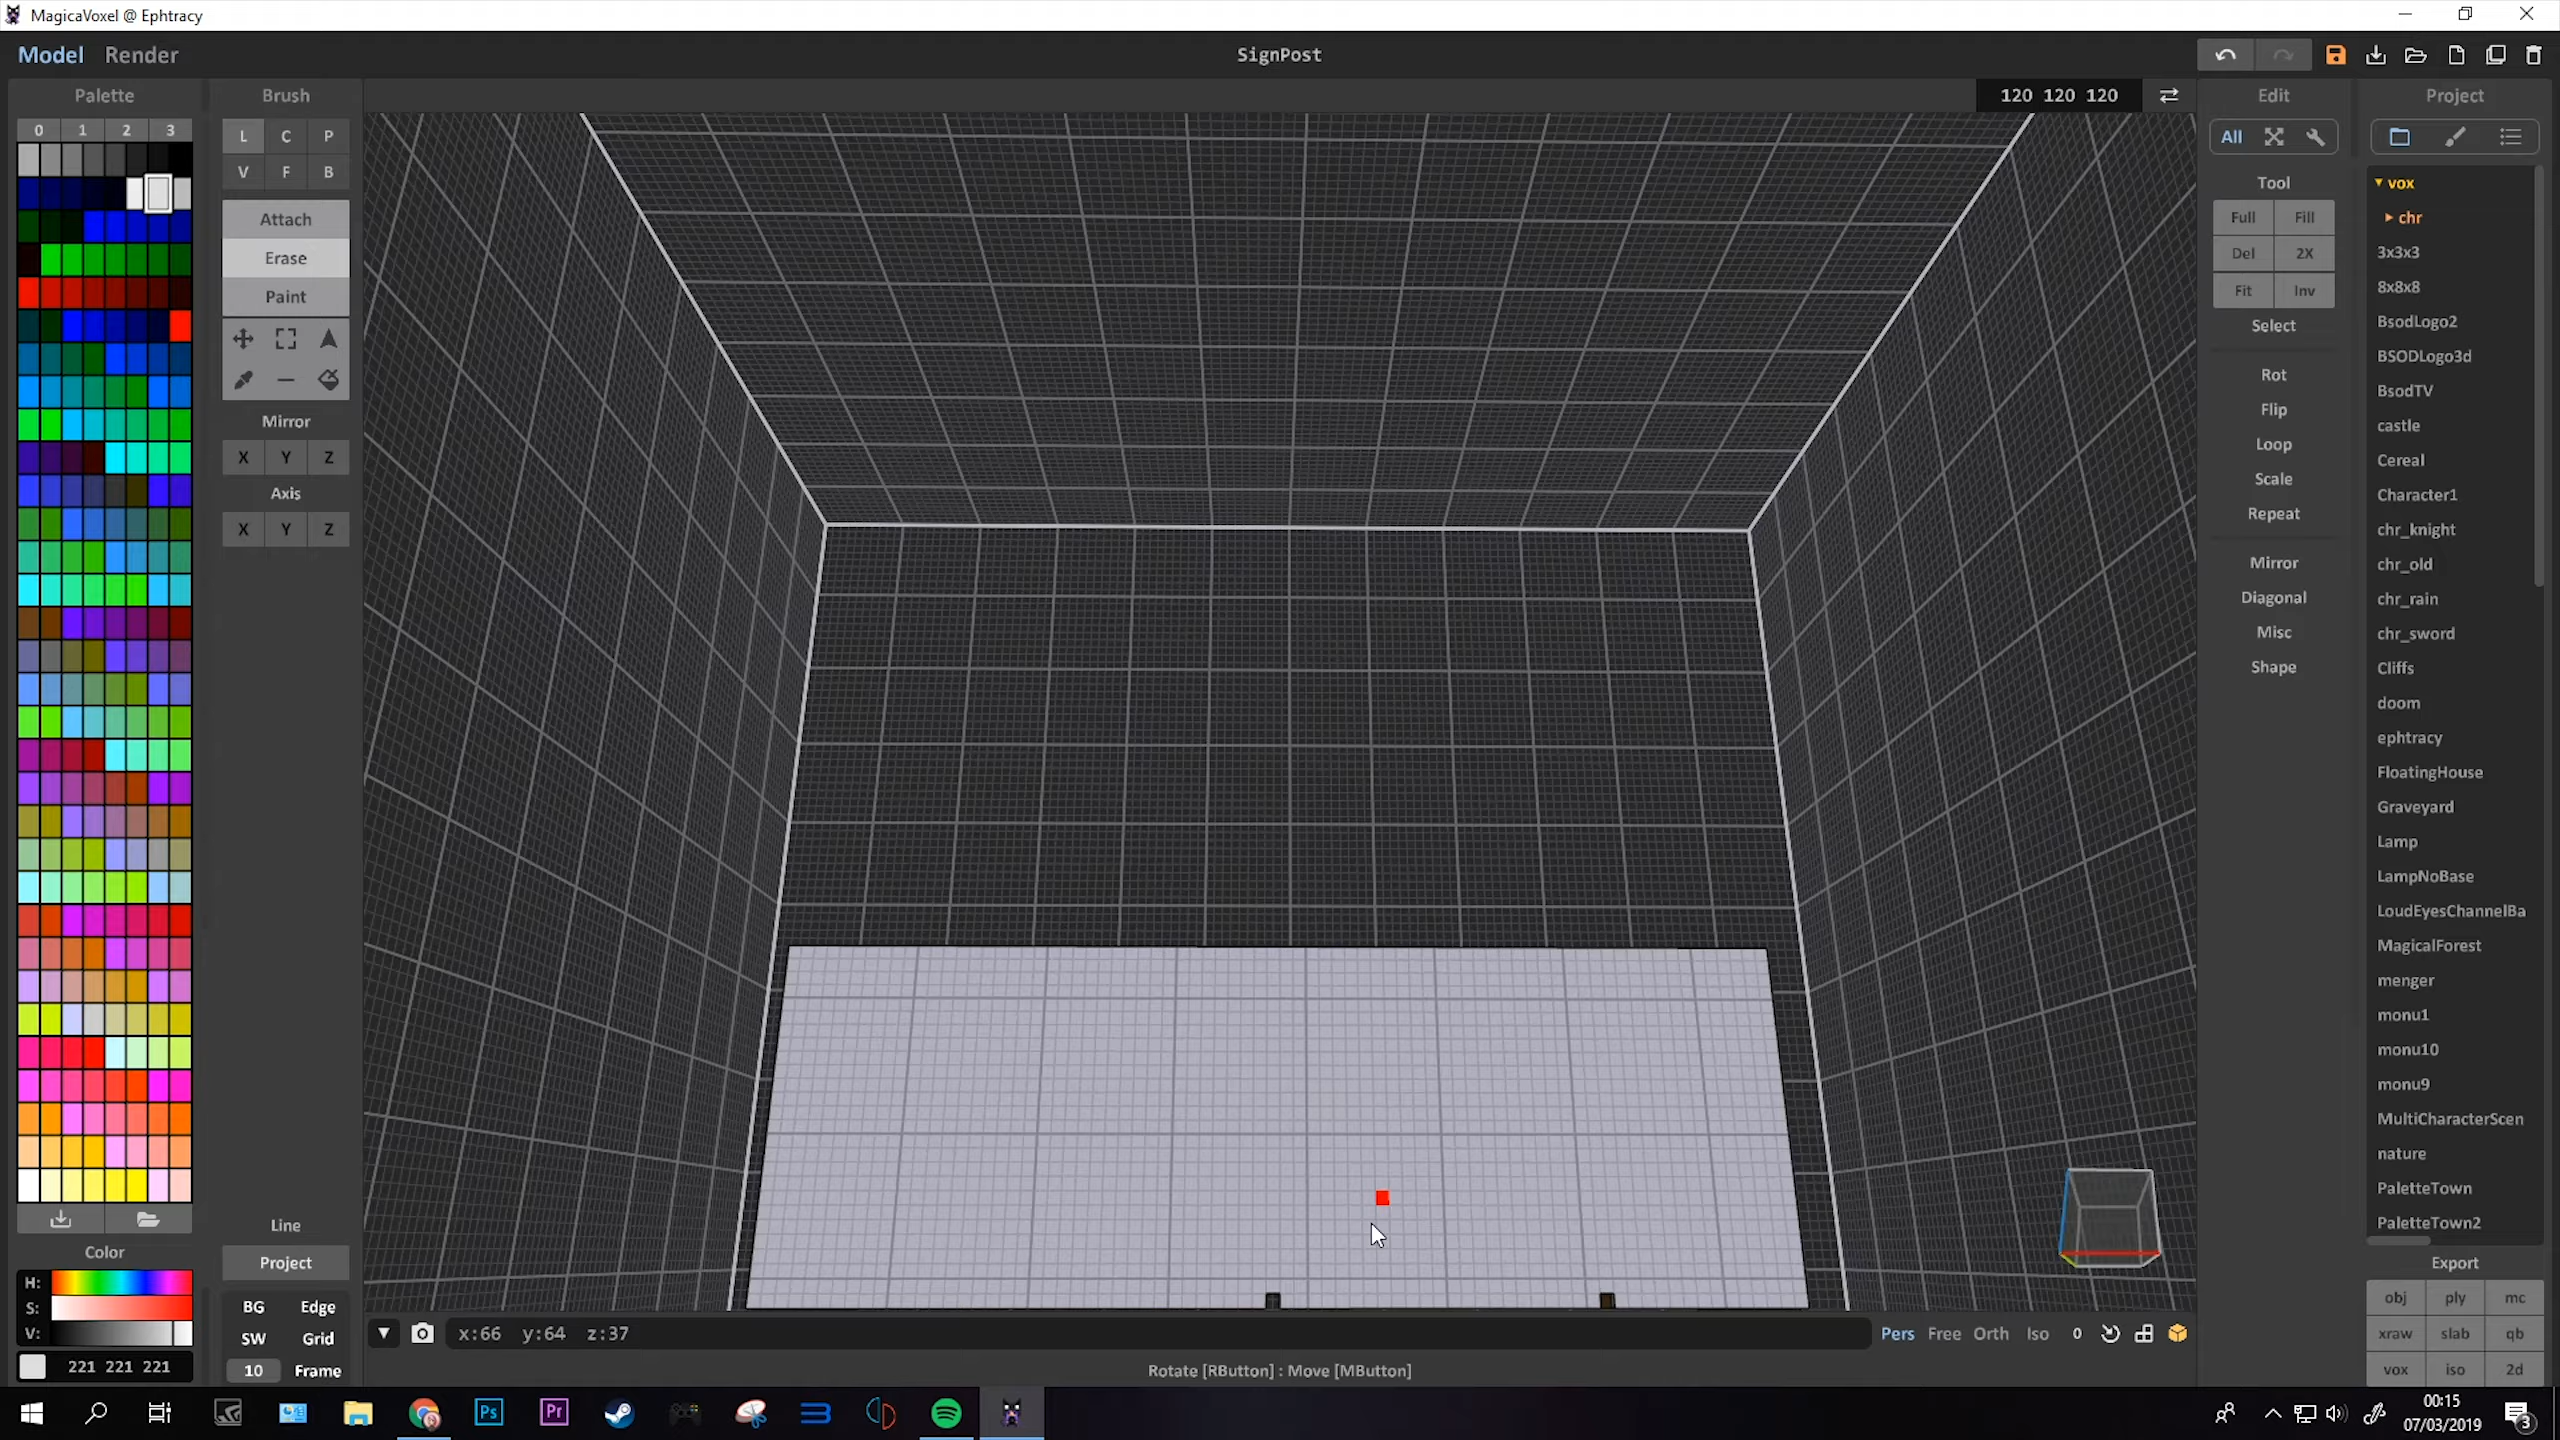 MagicaVoxel @ Ephtracy
Model Render
SignPost
Palette
0 1 2 3
Color
H:
S:
V:
221 221 221
Brush
L C P
V F B
Attach
Erase
Paint
Mirror
X Y Z
Axis
X Y Z
Line
Project
BG Edge
SW Grid
10 Frame
120 120 120
x:66 y:64 z:37
Pers Free Orth Iso 0
Rotate [RButton] : Move [MButton]
Edit
All
Tool
Full Fill
Del 2X
Fit Inv
Select
Rot
Flip
Loop
Scale
Repeat
Mirror
Diagonal
Misc
Shape
Project
vox
chr
3x3x3
8x8x8
BsodLogo2
BSODLogo3d
BsodTV
castle
Cereal
Character1
chr_knight
chr_old
chr_rain
chr_sword
Cliffs
doom
ephtracy
FloatingHouse
Graveyard
Lamp
LampNoBase
LoudEyesChannelBa
MagicalForest
menger
monu1
monu10
monu9
MultiCharacterScen
nature
PaletteTown
PaletteTown2
Export
obj ply mc
xraw slab qb
vox iso 2d
Ps
Pr
00:15
07/03/2019
3